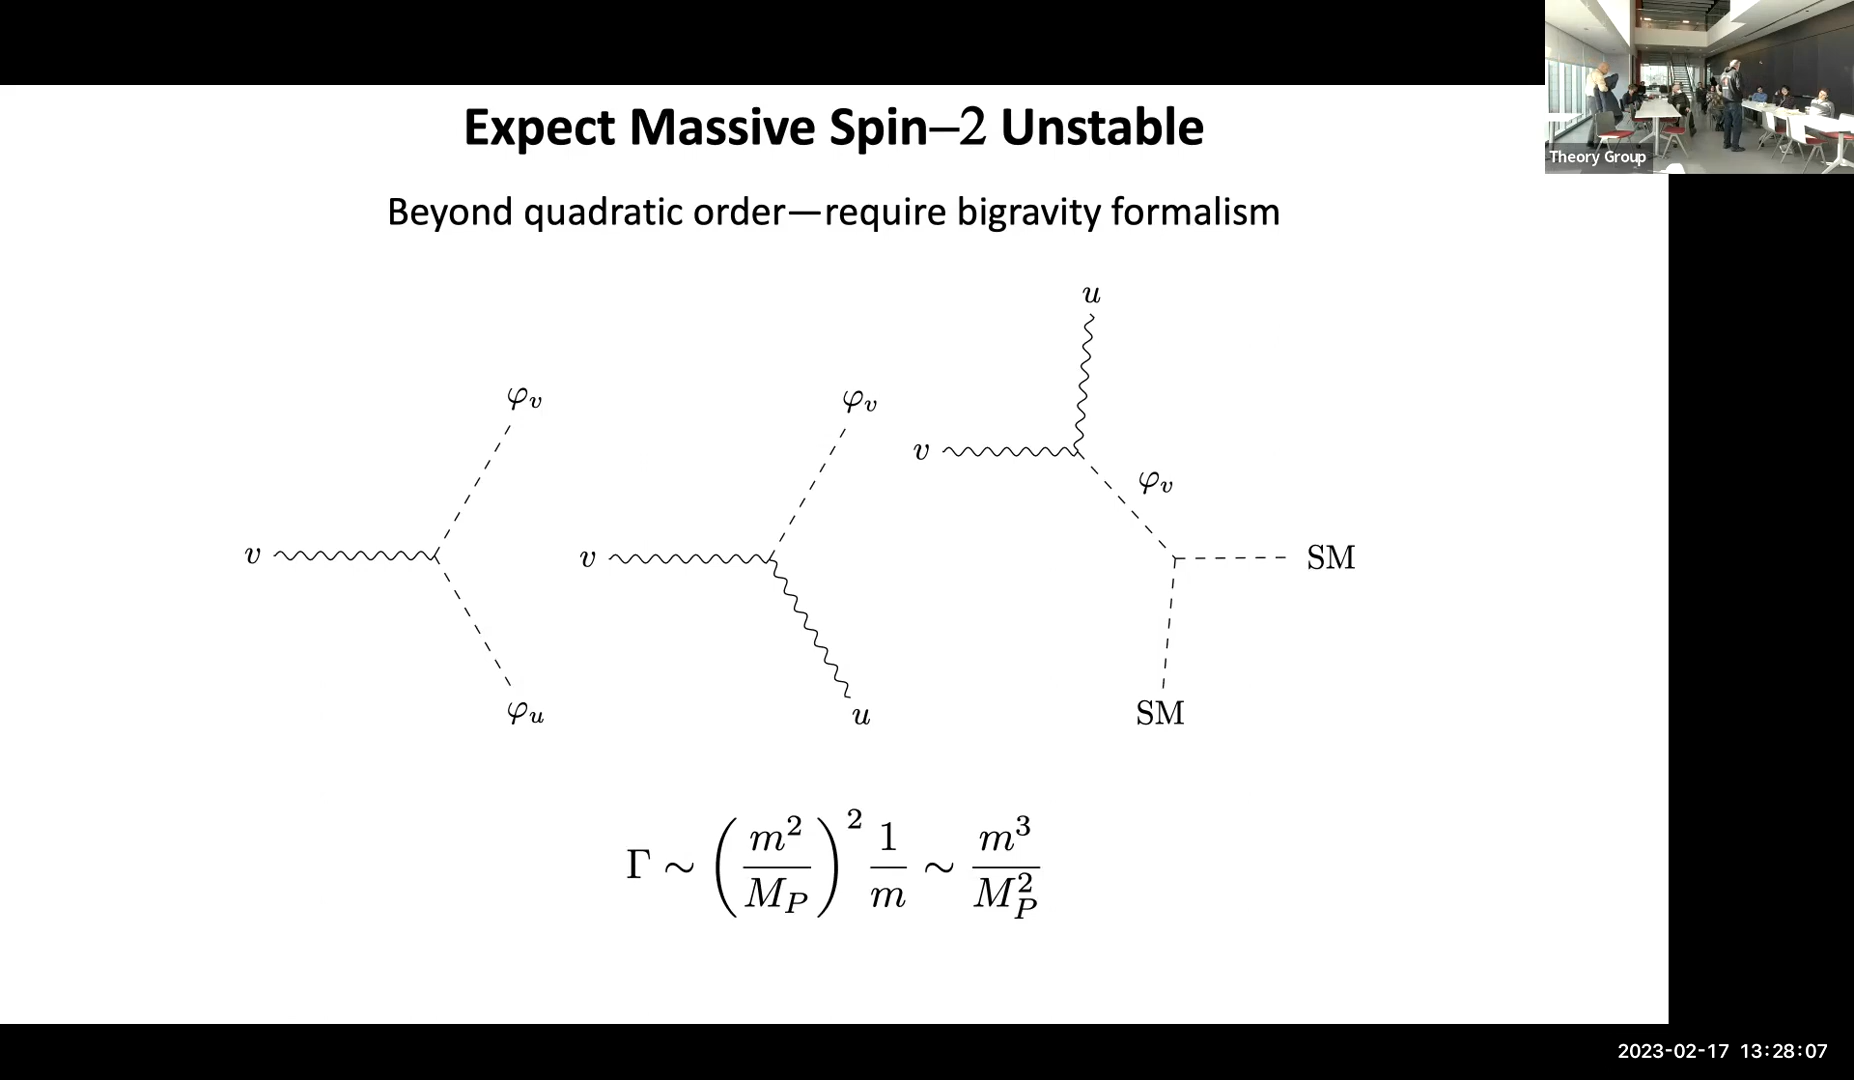 Theory Group
Expect Massive Spin–2 Unstable
Beyond quadratic order—require bigravity formalism
v
φ_v
φ_u
v
φ_v
u
v
u
φ_v
SM
SM
Γ ∼ (m²/M_P)² 1/m ∼ m³/M_P²
2023-02-17 13:28:07